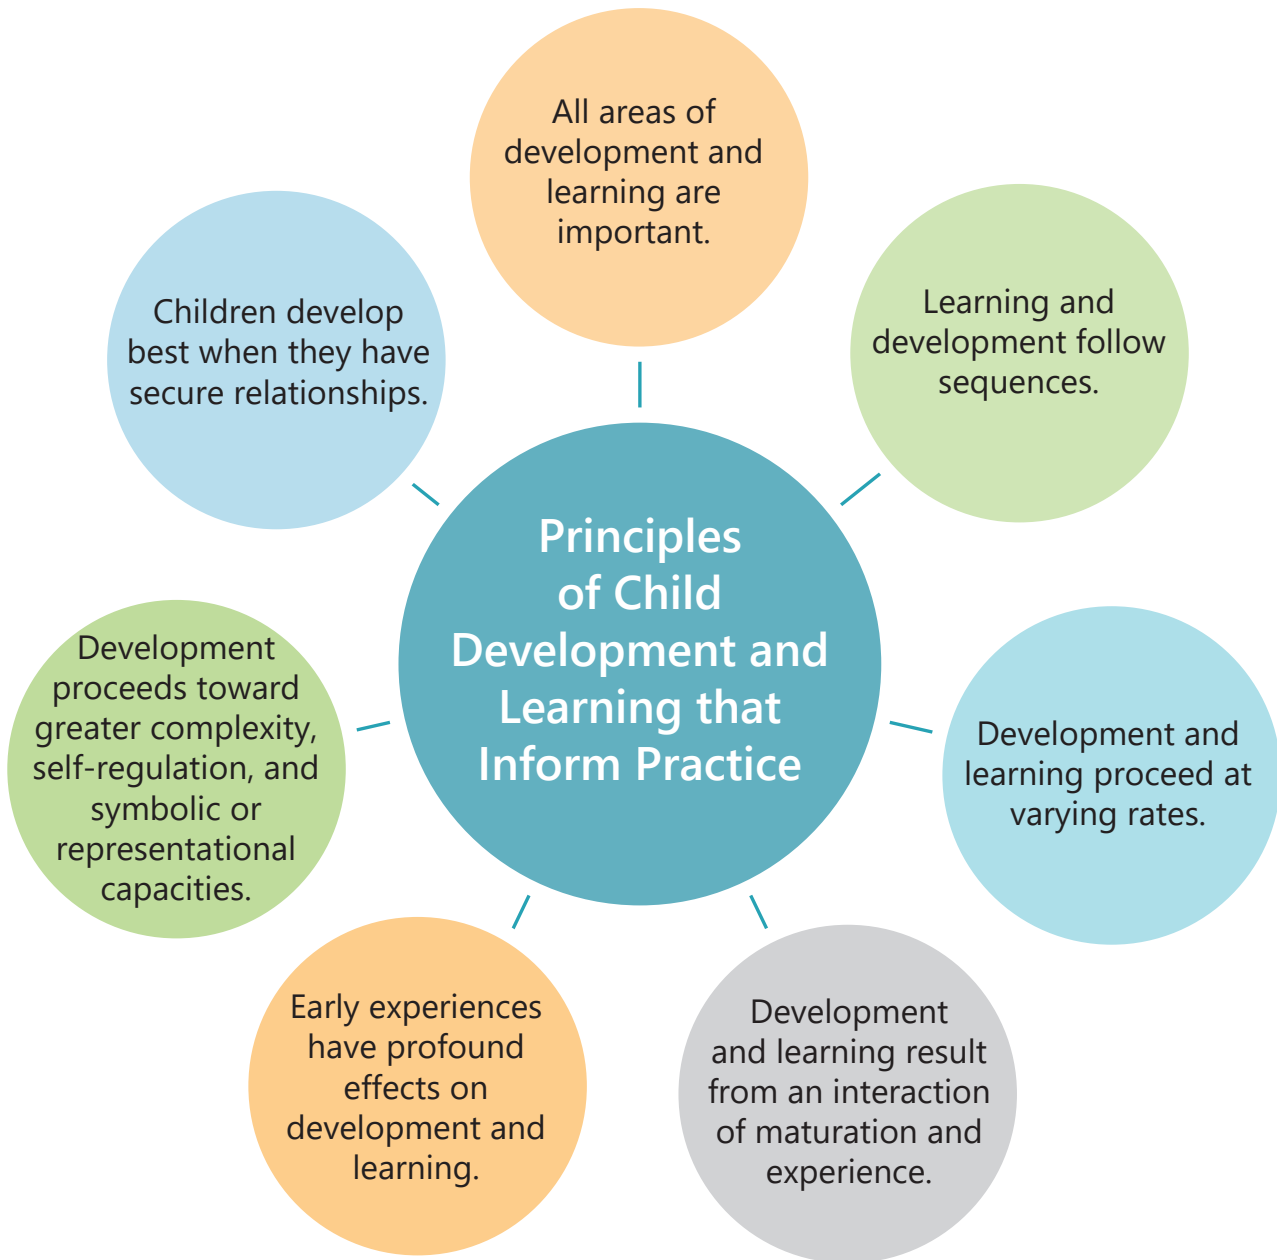 All areas of
development and
learning are
important.
Learning and
development follow
sequences.
Development and
learning proceed at
varying rates.
Development
and learning result
from an interaction
of maturation and
experience.
Early experiences
have profound
effects on
development and
learning.
Development
proceeds toward
greater complexity,
self-regulation, and
symbolic or
representational
capacities.
Children develop
best when they have
secure relationships.
Principles
of Child
Development and
Learning that
Inform Practice